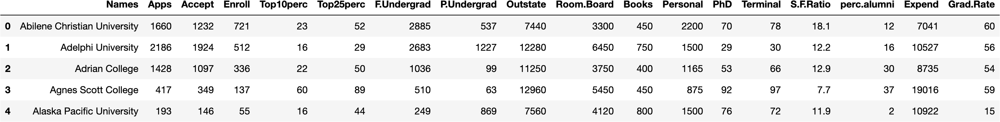 Names Apps Accept Enroll Top10perc Top25perc F.Undergrad P.Undergrad Outstate Room.Board Books Personal PhD Terminal S.F.Ratio perc.alumni Expend Grad.Rate
0 Abilene Christian University 1660 1232 721 23 52 2885 537 7440 3300 450 2200 70 78 18.1 12 7041 60
1 Adelphi University 2186 1924 512 16 29 2683 1227 12280 6450 750 1500 29 30 12.2 16 10527 56
2 Adrian College 1428 1097 336 22 50 1036 99 11250 3750 400 1165 53 66 12.9 30 8735 54
3 Agnes Scott College 417 349 137 60 89 510 63 12960 5450 450 875 92 97 7.7 37 19016 59
4 Alaska Pacific University 193 146 55 16 44 249 869 7560 4120 800 1500 76 72 11.9 2 10922 15